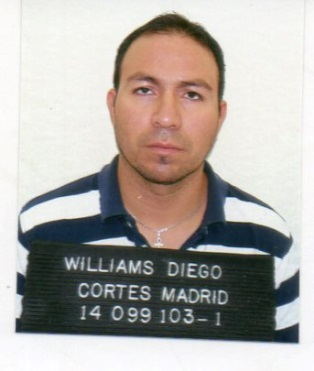 WILLIAMS DIEGO
CORTES MADRID
14 099 103-1